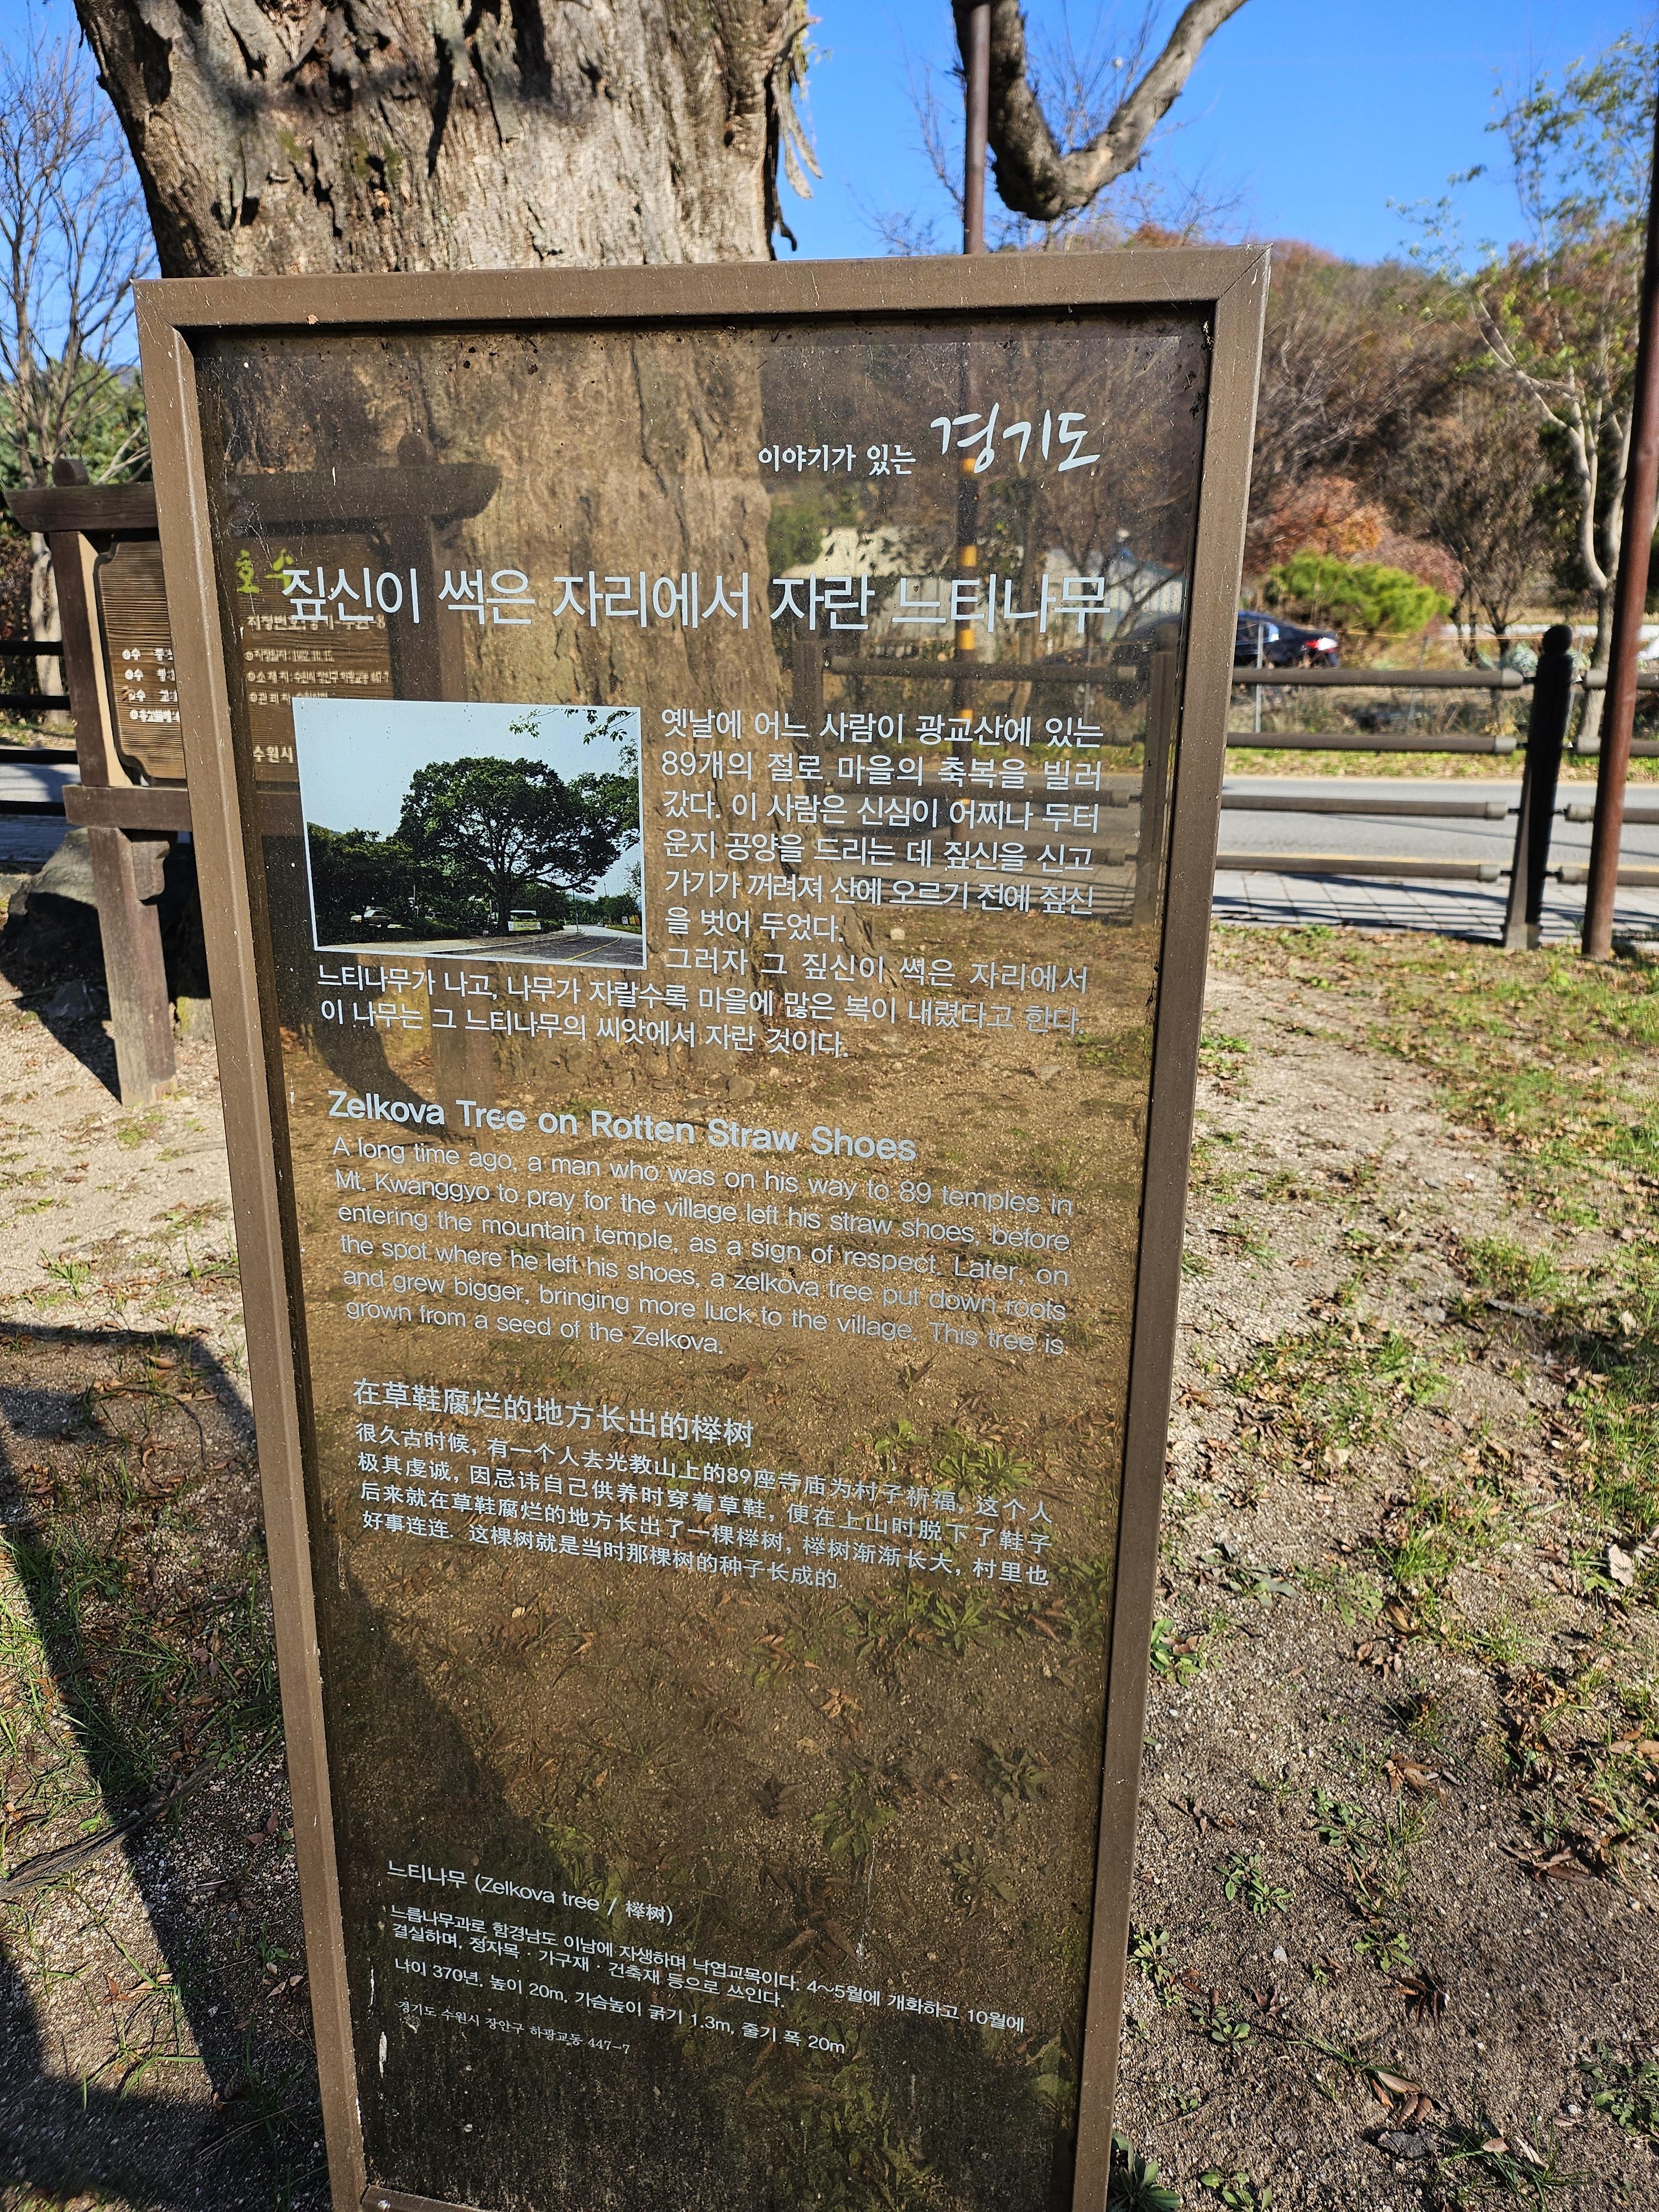 이야기가 있는 경기도
짚신이 썩은 자리에서 자란 느티나무
옛날에 어느 사람이 광교산에 있는
89개의 절로 마을의 축복을 빌러
갔다. 이 사람은 신심이 어찌나 두터
운지 공양을 드리는 데 짚신을 신고
가기가 꺼려져 산에 오르기 전에 짚신
을 벗어 두었다.
그러자 그 짚신이 썩은 자리에서
느티나무가 나고, 나무가 자랄수록 마을에 많은 복이 내렸다고 한다.
이 나무는 그 느티나무의 씨앗에서 자란 것이다.
Zelkova Tree on Rotten Straw Shoes
A long time ago, a man who was on his way to 89 temples in
Mt. Kwanggyo to pray for the village left his straw shoes, before
entering the mountain temple, as a sign of respect. Later, on
the spot where he left his shoes, a zelkova tree put down roots
and grew bigger, bringing more luck to the village. This tree is
grown from a seed of the Zelkova.
在草鞋腐烂的地方长出的榉树
很久古时候, 有一个人去光教山上的89座寺庙为村子祈福, 这个人
极其虔诚, 因忌讳自己供养时穿着草鞋, 便在上山时脱下了鞋子
后来就在草鞋腐烂的地方长出了一棵榉树, 榉树渐渐长大, 村里也
好事连连. 这棵树就是当时那棵树的种子长成的.
느티나무 (Zelkova tree / 榉树)
느릅나무과로 함경남도 이남에 자생하며 낙엽교목이다. 4~5월에 개화하고 10월에
결실하며, 정자목 · 가구재 · 건축재 등으로 쓰인다.
나이 370년, 높이 20m, 가슴높이 굵기 1.3m, 줄기 폭 20m
경기도 수원시 장안구 하광교동 447-7
보호수
수원시